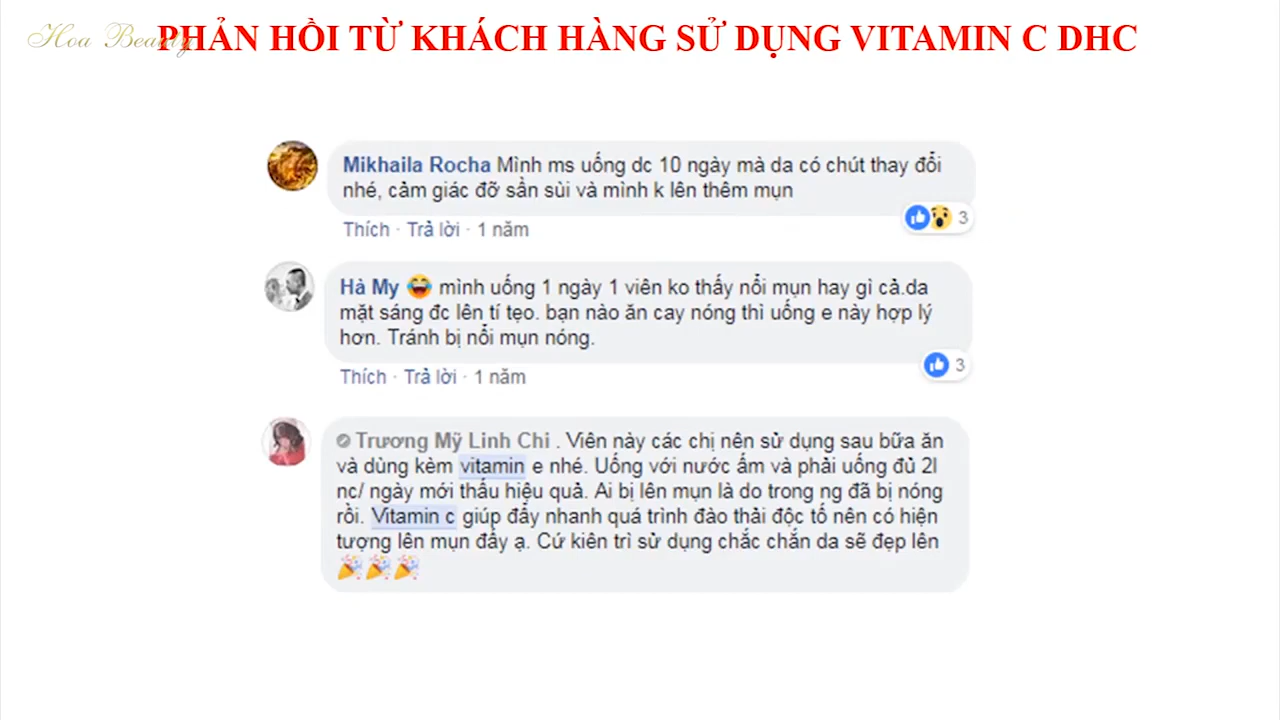 Hoa Beauty
PHẢN HỒI TỪ KHÁCH HÀNG SỬ DỤNG VITAMIN C DHC
Mikhaila Rocha Mình ms uống dc 10 ngày mà da có chút thay đổi
nhé, cảm giác đỡ sần sùi và mình k lên thêm mụn
3
Thích · Trả lời · 1 năm
Hà My 😂 mình uống 1 ngày 1 viên ko thấy nổi mụn hay gì cả.da
mặt sáng đc lên tí tẹo. bạn nào ăn cay nóng thì uống e này hợp lý
hơn. Tránh bị nổi mụn nóng.
3
Thích · Trả lời · 1 năm
Trương Mỹ Linh Chi . Viên này các chị nên sử dụng sau bữa ăn
và dùng kèm vitamin e nhé. Uống với nước ấm và phải uống đủ 2l
nc/ ngày mới thấu hiệu quả. Ai bị lên mụn là do trong ng đã bị nóng
rồi. Vitamin c giúp đẩy nhanh quá trình đào thải độc tố nên có hiện
tượng lên mụn đấy ạ. Cứ kiên trì sử dụng chắc chắn da sẽ đẹp lên
🎉🎉🎉